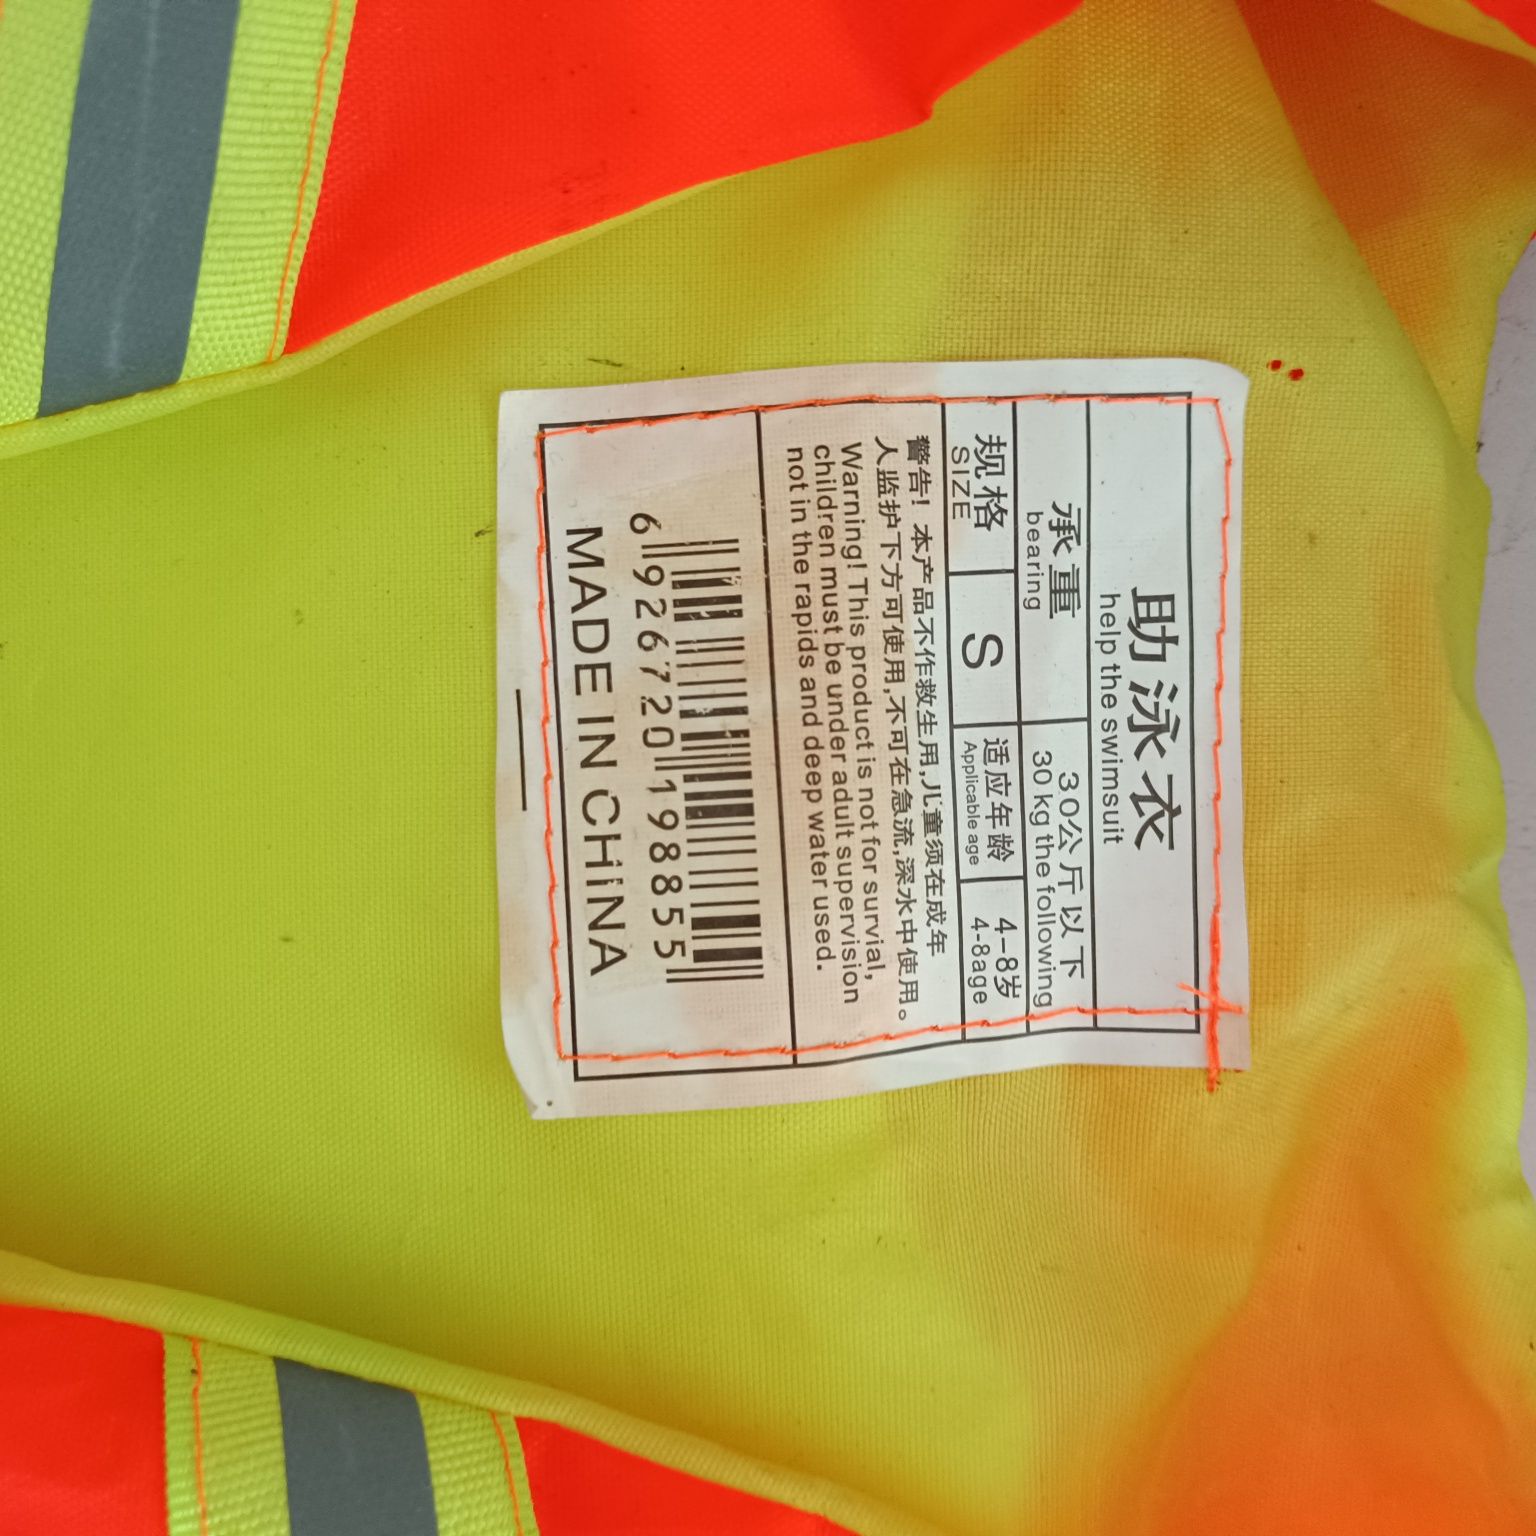 助泳衣
help the swimsuit
承重
bearing
30公斤以下
30 kg the following
规格
SIZE
S
适应年龄
Applicable age
4-8岁
4-8age
警告！本产品不作救生用,儿童须在成年
人监护下方可使用,不可在急流,深水中使用。
Warning! This product is not for survial,
children must be under adult supervision
not in the rapids and deep water used.
6 926720 198855
MADE IN CHINA